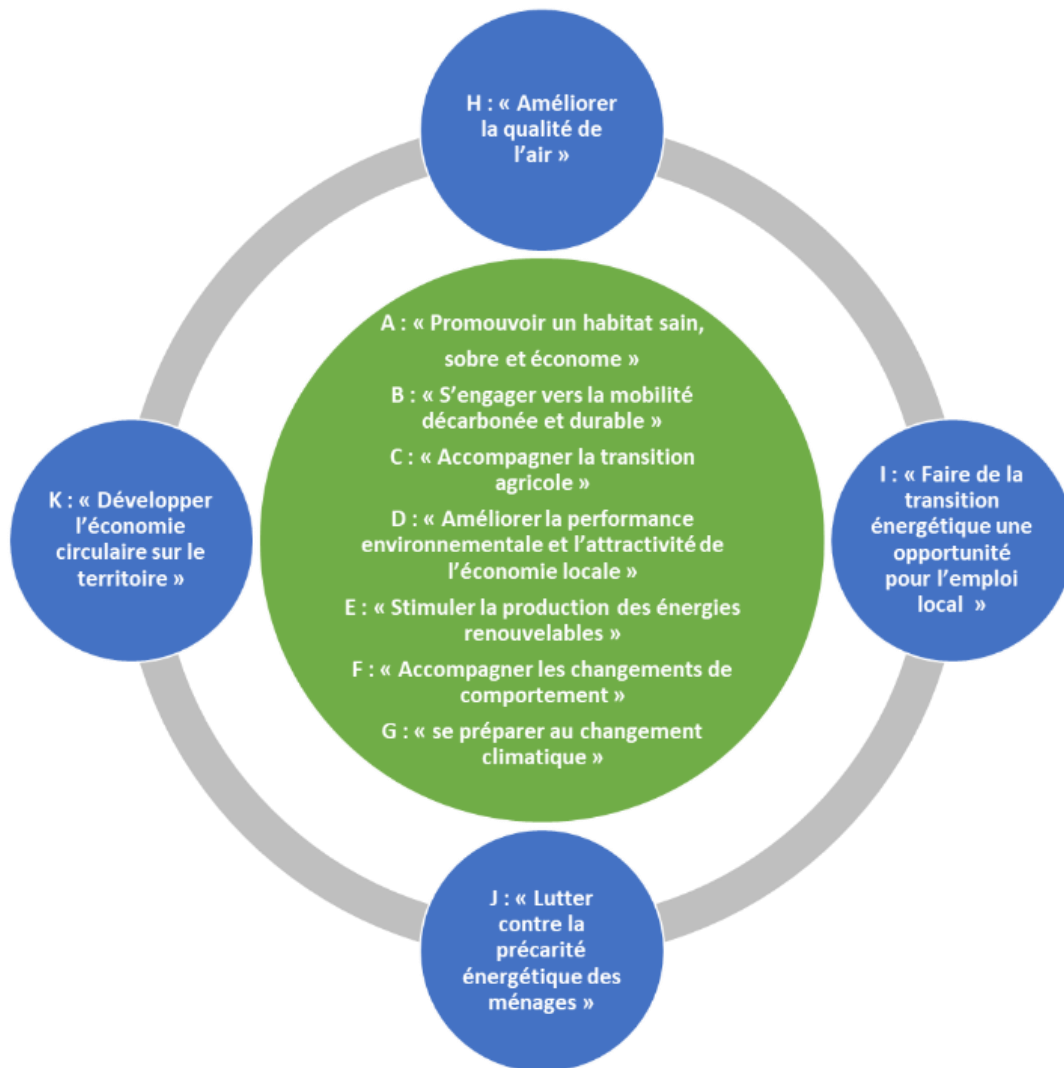 H : « Améliorer
la qualité de
l’air »
A : « Promouvoir un habitat sain,
sobre et économe »
B : « S’engager vers la mobilité
décarbonée et durable »
C : « Accompagner la transition
agricole »
D : « Améliorer la performance
environnementale et l’attractivité de
l’économie locale »
E : « Stimuler la production des énergies
renouvelables »
F : « Accompagner les changements de
comportement »
G : « se préparer au changement
climatique »
K : « Développer
l’économie
circulaire sur le
territoire »
I : « Faire de la
transition
énergétique une
opportunité
pour l’emploi
local »
J : « Lutter
contre la
précarité
énergétique des
ménages »